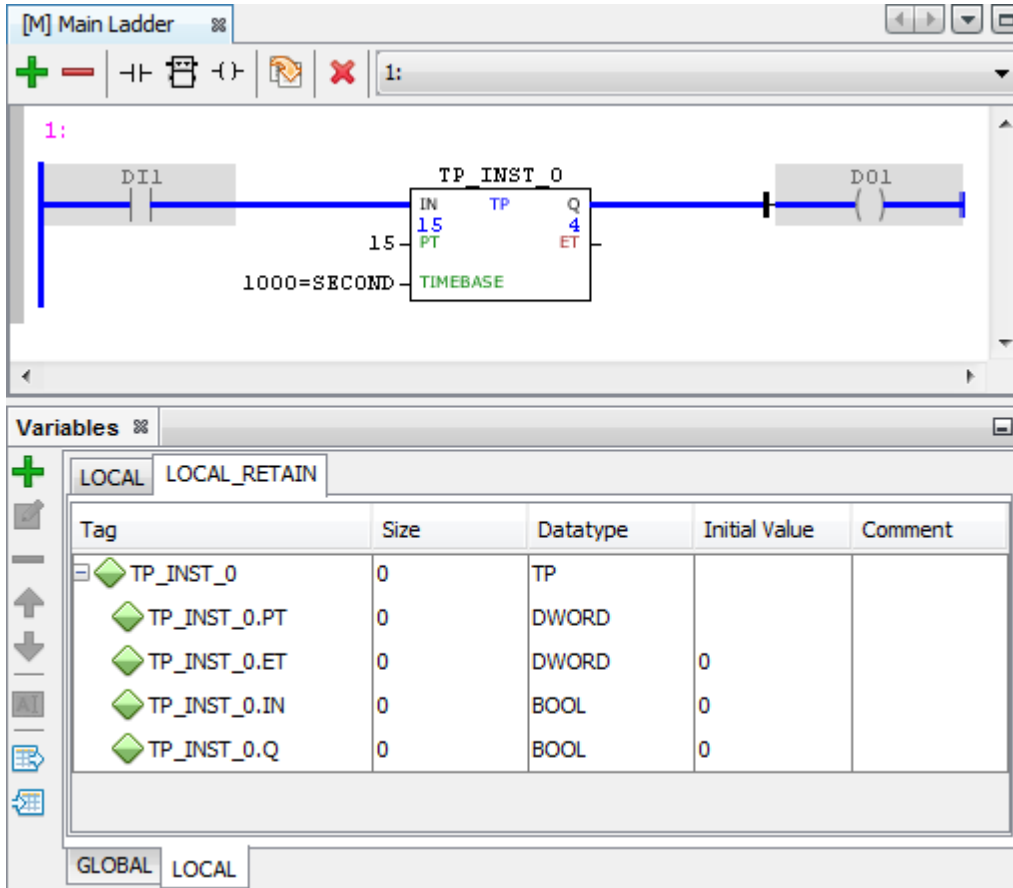 [M] Main Ladder
1:
1:
DI1 TP_INST_0 DO1
IN TP Q
15 4
15 PT ET
1000=SECOND TIMEBASE
Variables
LOCAL LOCAL_RETAIN
Tag Size Datatype Initial Value Comment
TP_INST_0 0 TP
TP_INST_0.PT 0 DWORD
TP_INST_0.ET 0 DWORD 0
TP_INST_0.IN 0 BOOL 0
TP_INST_0.Q 0 BOOL 0
AI
GLOBAL LOCAL